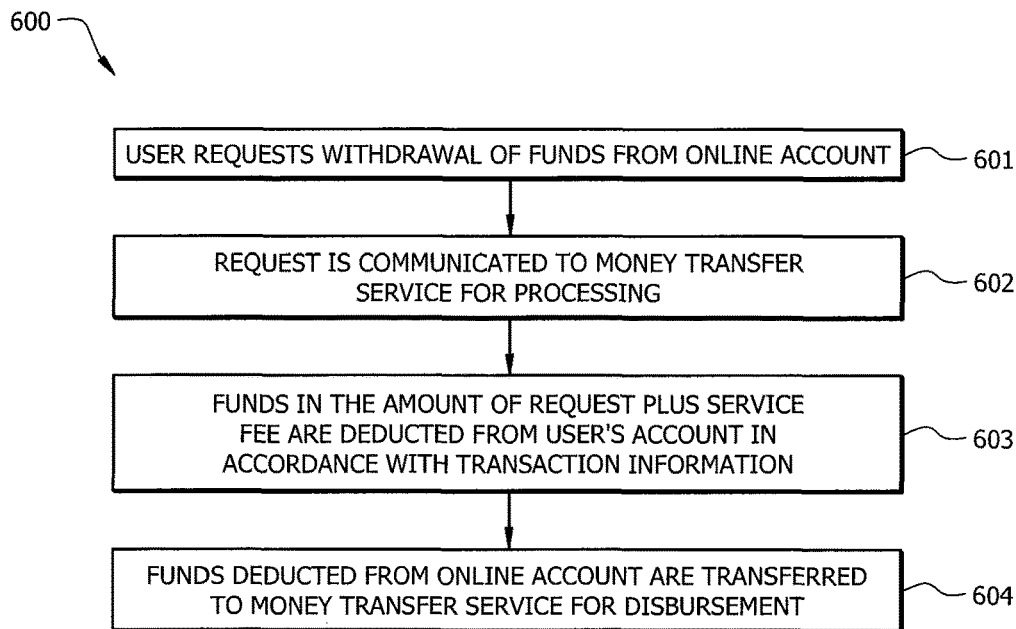 600
USER REQUESTS WITHDRAWAL OF FUNDS FROM ONLINE ACCOUNT
601
REQUEST IS COMMUNICATED TO MONEY TRANSFER
SERVICE FOR PROCESSING
602
FUNDS IN THE AMOUNT OF REQUEST PLUS SERVICE
FEE ARE DEDUCTED FROM USER'S ACCOUNT IN
ACCORDANCE WITH TRANSACTION INFORMATION
603
FUNDS DEDUCTED FROM ONLINE ACCOUNT ARE TRANSFERRED
TO MONEY TRANSFER SERVICE FOR DISBURSEMENT
604